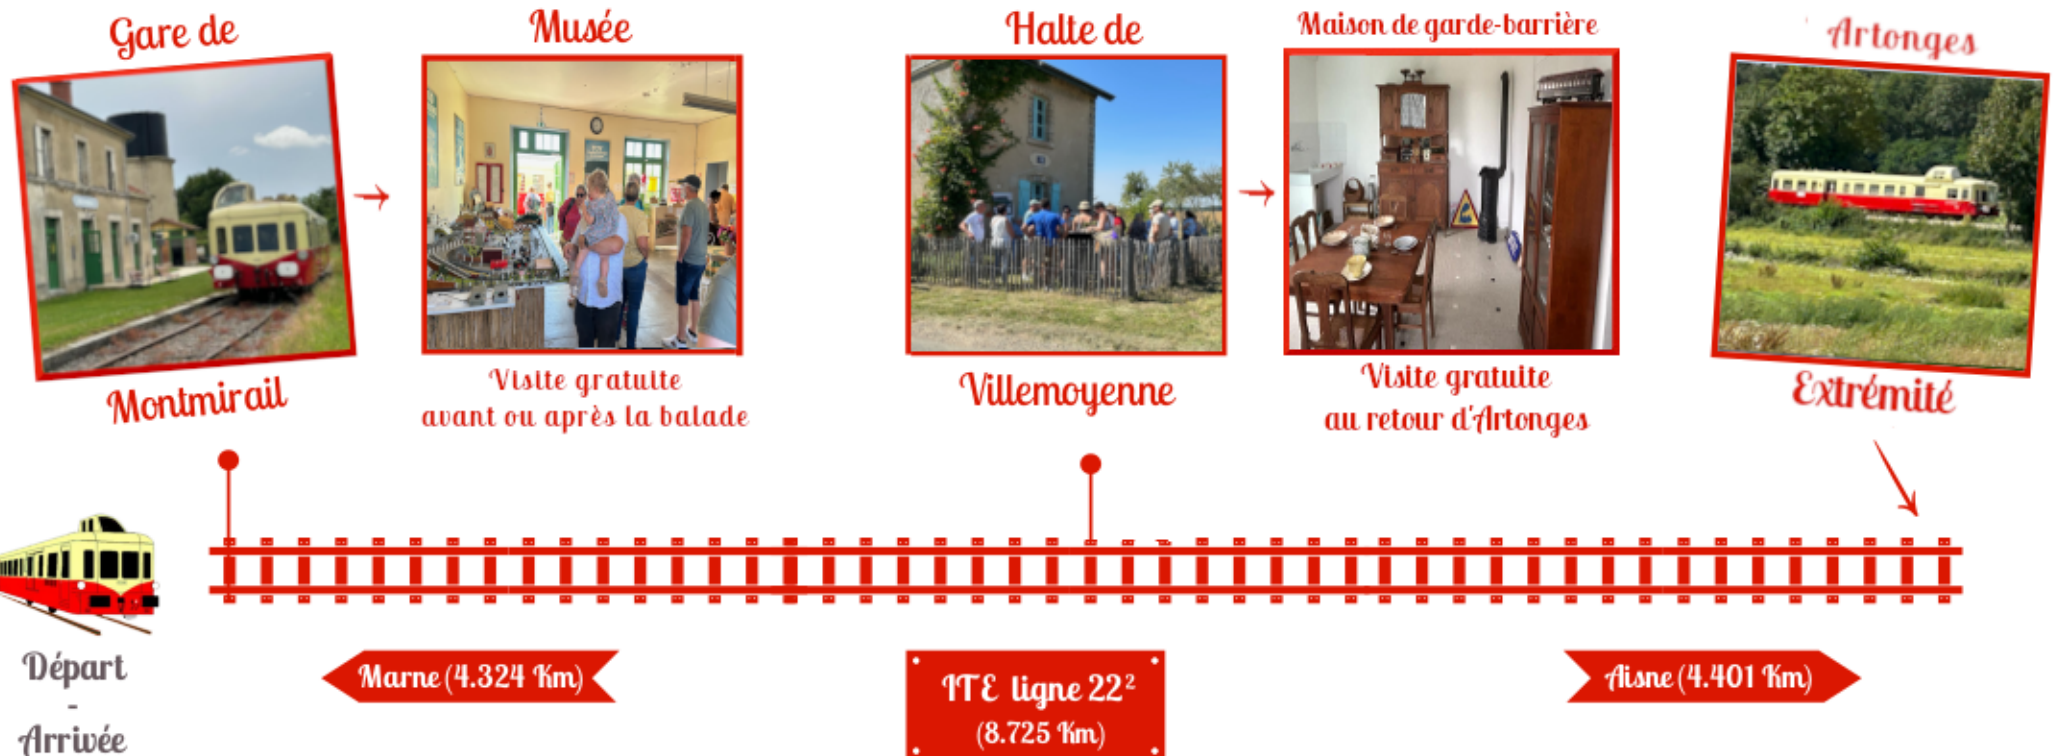 Gare de
Montmirail
Musée
Visite gratuite
avant ou après la balade
Halte de
Villemoyenne
Maison de garde-barrière
Visite gratuite
au retour d'Artonges
Artonges
Extrémité
Départ
-
Arrivée
Marne (4.324 Km)
ITE ligne 22²
(8.725 Km)
Aisne (4.401 Km)